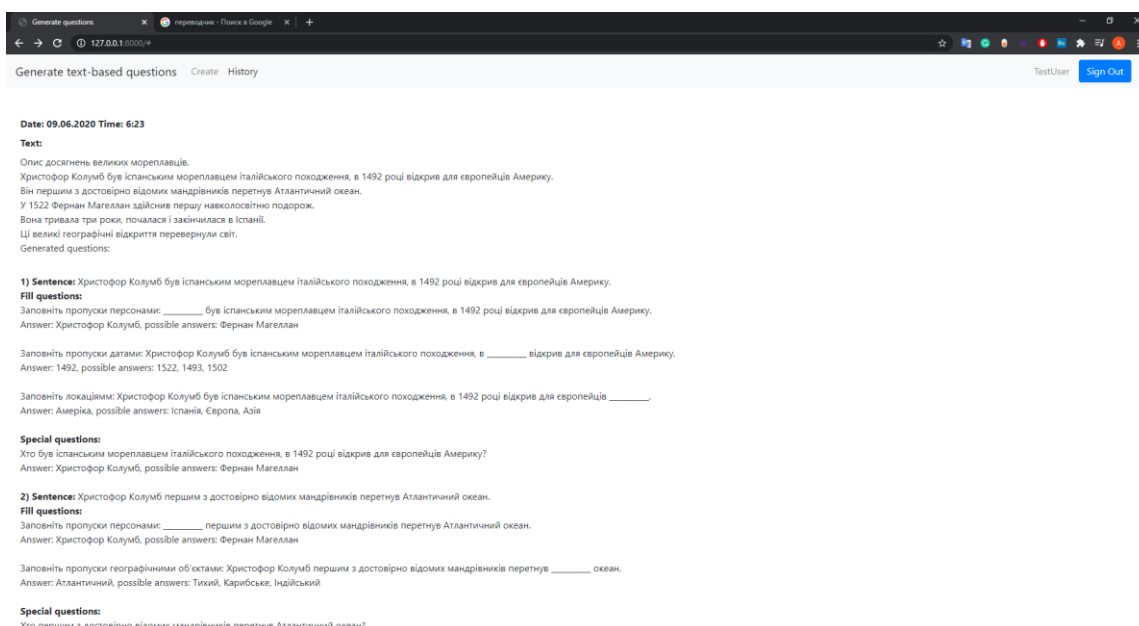 Generate questions
переводчик - Поиск в Google
127.0.0.1:8000/#
Generate text-based questions Create History TestUser Sign Out
Date: 09.06.2020 Time: 6:23
Text:
Опис досягнень великих мореплавців.
Христофор Колумб був іспанським мореплавцем італійського походження, в 1492 році відкрив для європейців Америку.
Він першим з достовірно відомих мандрівників перетнув Атлантичний океан.
У 1522 Фернан Магеллан здійснив першу навколосвітню подорож.
Вона тривала три роки, почалася і закінчилася в Іспанії.
Ці великі географічні відкриття перевернули світ.
Generated questions:
1) Sentence: Христофор Колумб був іспанським мореплавцем італійського походження, в 1492 році відкрив для європейців Америку.
Fill questions:
Заповніть пропуски персонами: ________ був іспанським мореплавцем італійського походження, в 1492 році відкрив для європейців Америку.
Answer: Христофор Колумб, possible answers: Фернан Магеллан
Заповніть пропуски датами: Христофор Колумб був іспанським мореплавцем італійського походження, в ________ відкрив для європейців Америку.
Answer: 1492, possible answers: 1522, 1493, 1502
Заповніть локаціямм: Христофор Колумб був іспанським мореплавцем італійського походження, в 1492 році відкрив для європейців ________.
Answer: Амеріка, possible answers: Іспанія, Європа, Азія
Special questions:
Хто був іспанським мореплавцем італійського походження, в 1492 році відкрив для європейців Америку?
Answer: Христофор Колумб, possible answers: Фернан Магеллан
2) Sentence: Христофор Колумб першим з достовірно відомих мандрівників перетнув Атлантичний океан.
Fill questions:
Заповніть пропуски персонами: ________ першим з достовірно відомих мандрівників перетнув Атлантичний океан.
Answer: Христофор Колумб, possible answers: Фернан Магеллан
Заповніть пропуски географічними об'єктами: Христофор Колумб першим з достовірно відомих мандрівників перетнув ________ океан.
Answer: Атлантичний, possible answers: Тихий, Карибське, Індійський
Special questions:
Хто першим з достовірно відомих мандрівників перетнув Атлантичний океан?